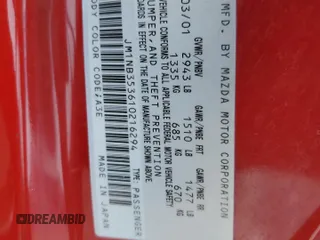 MFD. BY MAZDA MOTOR CORPORATION
03/01
GVWR/PNBV
2943 LB
1335 KG
GAWR/PNBE FRT
1510 LB
685 KG
GAWR/PNBE RR
1477 LB
670 KG
CONFORMS TO ALL APPLICABLE FEDERAL MOTOR VEHICLE SAFETY
BUMPER, AND THEFT PREVENTION
STANDARDS IN EFFECT ON THE DATE OF MANUFACTURE SHOWN ABOVE.
JM1NB353610216294
TYPE: PASSENGER
BODY COLOR CODE: A3E
MADE IN JAPAN
DREAMBID